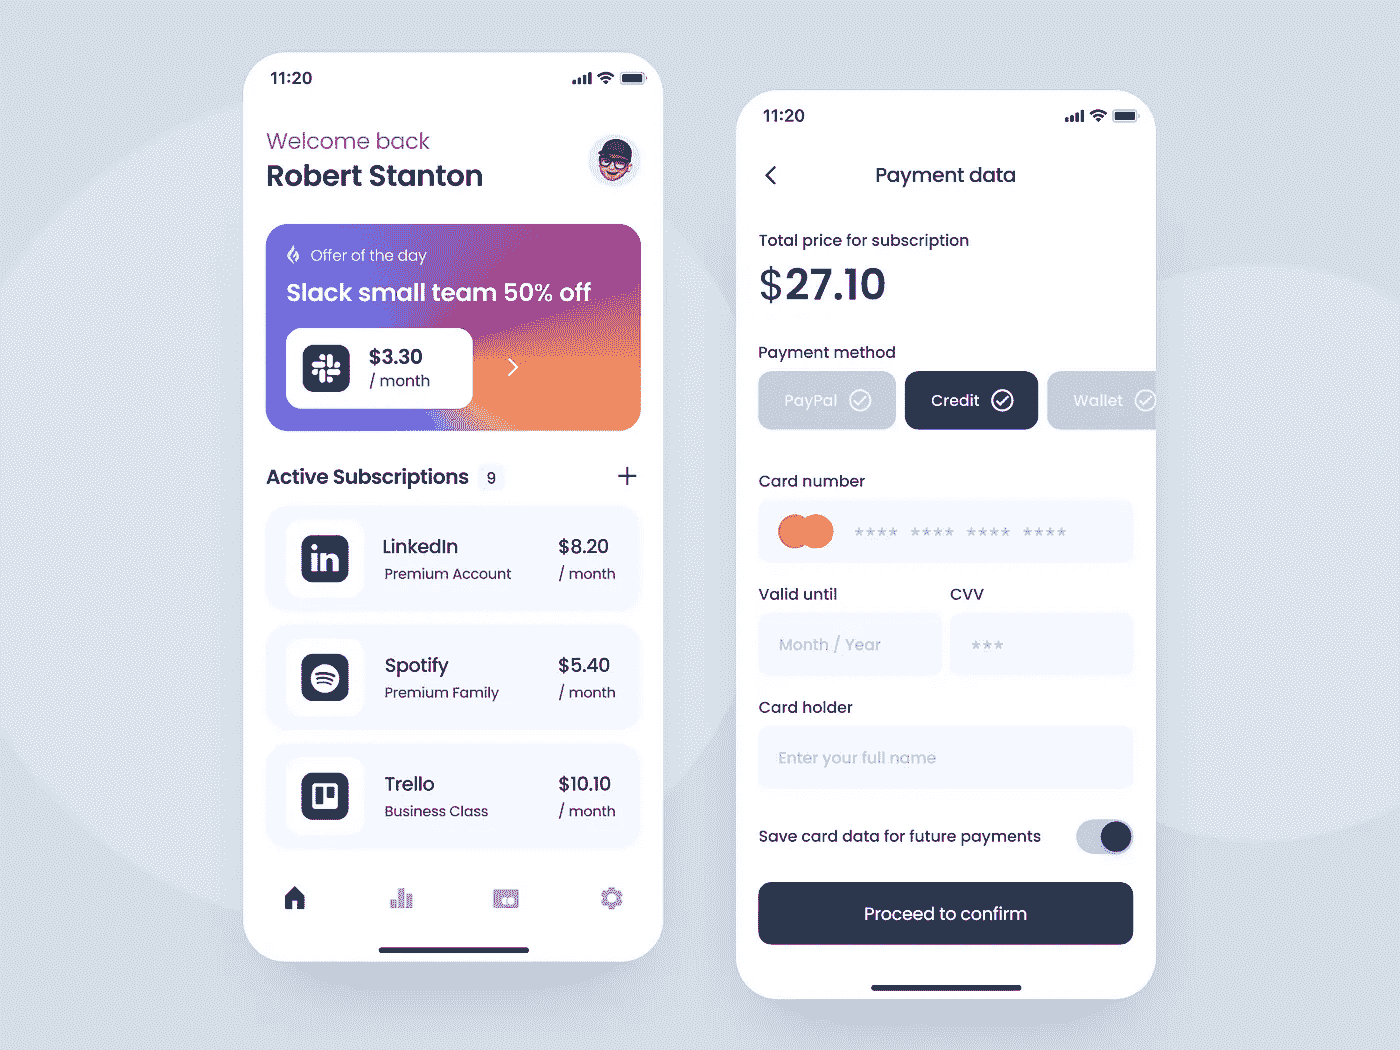 11:20
Welcome back
Robert Stanton
Offer of the day
Slack small team 50% off
$3.30
/ month
Active Subscriptions 9
in
LinkedIn $8.20
Premium Account / month
Spotify $5.40
Premium Family / month
Trello $10.10
Business Class / month
11:20
Payment data
Total price for subscription
$27.10
Payment method
PayPal Credit Wallet
Card number
**** **** **** ****
Valid until CVV
Month / Year ***
Card holder
Enter your full name
Save card data for future payments
Proceed to confirm